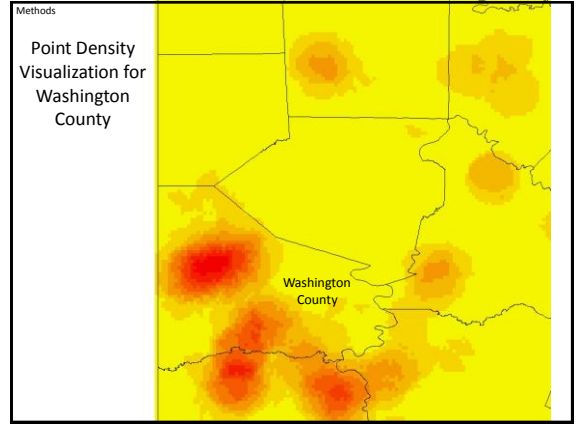 Methods
Point Density
Visualization for
Washington
County
Washington
County